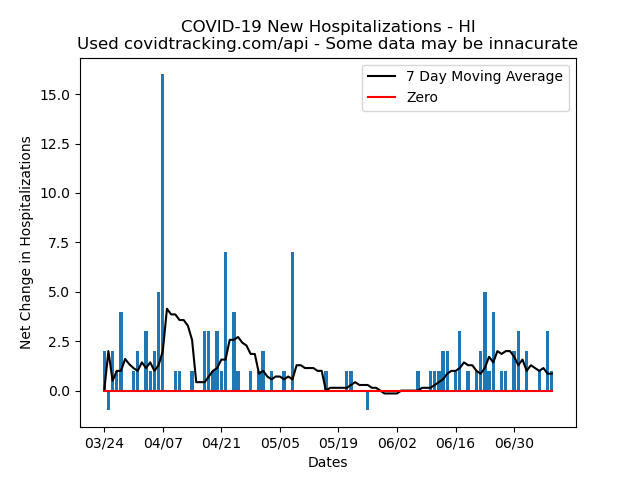 COVID-19 New Hospitalizations - HI
Used covidtracking.com/api - Some data may be innacurate
7 Day Moving Average
Zero
Net Change in Hospitalizations
15.0
12.5
10.0
7.5
5.0
2.5
0.0
03/24 04/07 04/21 05/05 05/19 06/02 06/16 06/30
Dates